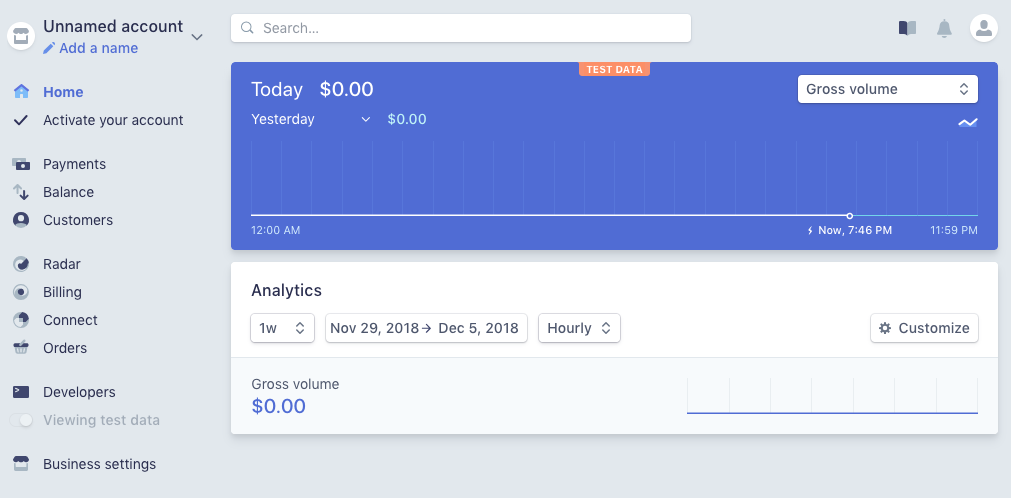 Unnamed account
Add a name
Home
Activate your account
Payments
Balance
Customers
Radar
Billing
Connect
Orders
Developers
Viewing test data
Business settings
Search...
TEST DATA
Today $0.00
Gross volume
Yesterday $0.00
12:00 AM Now, 7:46 PM 11:59 PM
Analytics
1w Nov 29, 2018 → Dec 5, 2018 Hourly Customize
Gross volume
$0.00